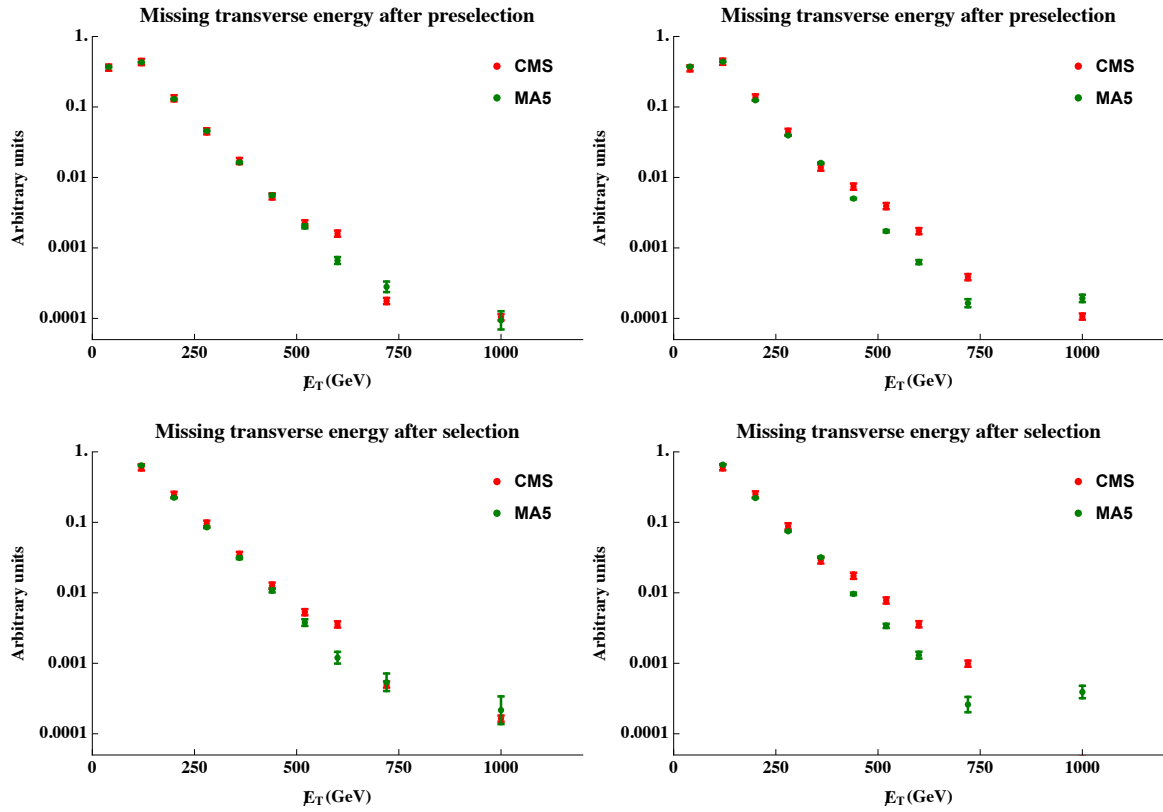 Missing transverse energy after preselection
1.
0.1
0.01
0.001
0.0001
Arbitrary units
CMS
MA5
0 250 500 750 1000
E̸T (GeV)
Missing transverse energy after preselection
1.
0.1
0.01
0.001
0.0001
Arbitrary units
CMS
MA5
0 250 500 750 1000
E̸T (GeV)
Missing transverse energy after selection
1.
0.1
0.01
0.001
0.0001
Arbitrary units
CMS
MA5
0 250 500 750 1000
E̸T (GeV)
Missing transverse energy after selection
1.
0.1
0.01
0.001
0.0001
Arbitrary units
CMS
MA5
0 250 500 750 1000
E̸T (GeV)